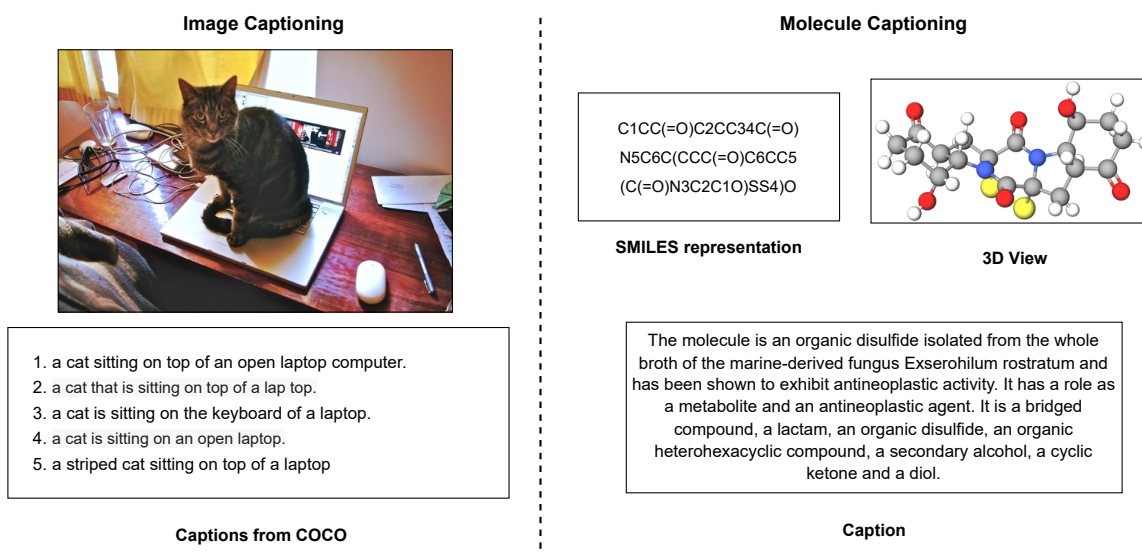 Image Captioning
1. a cat sitting on top of an open laptop computer.
2. a cat that is sitting on top of a lap top.
3. a cat is sitting on the keyboard of a laptop.
4. a cat is sitting on an open laptop.
5. a striped cat sitting on top of a laptop
Captions from COCO
Molecule Captioning
C1CC(=O)C2CC34C(=O)
N5C6C(CCC(=O)C6CC5
(C(=O)N3C2C1O)SS4)O
SMILES representation
3D View
The molecule is an organic disulfide isolated from the whole
broth of the marine-derived fungus Exserohilum rostratum and
has been shown to exhibit antineoplastic activity. It has a role as
a metabolite and an antineoplastic agent. It is a bridged
compound, a lactam, an organic disulfide, an organic
heterohexacyclic compound, a secondary alcohol, a cyclic
ketone and a diol.
Caption